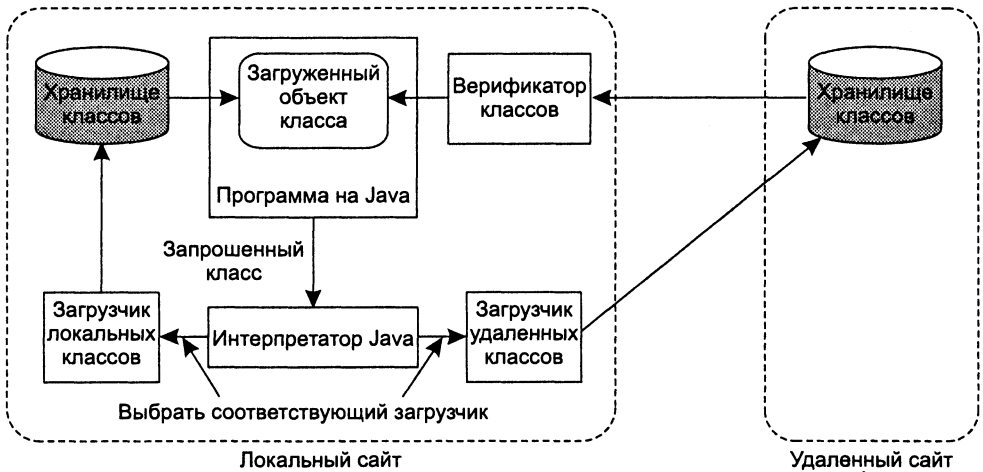 Хранилище
классов
Загруженный
объект
класса
Программа на Java
Верификатор
классов
Хранилище
классов
Запрошенный
класс
Загрузчик
локальных
классов
Интерпретатор Java
Загрузчик
удаленных
классов
Выбрать соответствующий загрузчик
Локальный сайт
Удаленный сайт